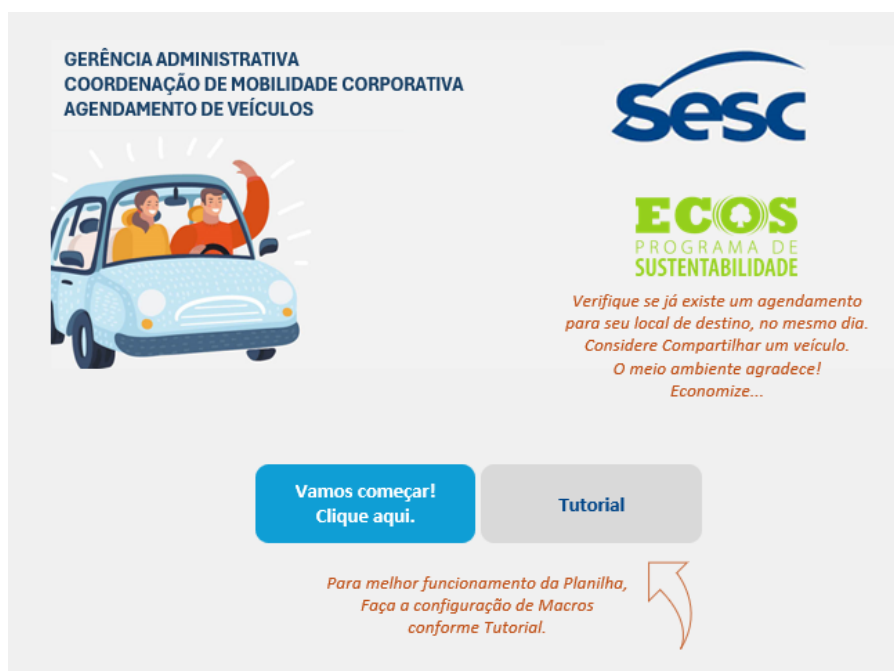 GERÊNCIA ADMINISTRATIVA
COORDENAÇÃO DE MOBILIDADE CORPORATIVA
AGENDAMENTO DE VEÍCULOS
Sesc
ECOS
PROGRAMA DE
SUSTENTABILIDADE
Verifique se já existe um agendamento
para seu local de destino, no mesmo dia.
Considere Compartilhar um veículo.
O meio ambiente agradece!
Economize...
Vamos começar!
Clique aqui.
Tutorial
Para melhor funcionamento da Planilha,
Faça a configuração de Macros
conforme Tutorial.